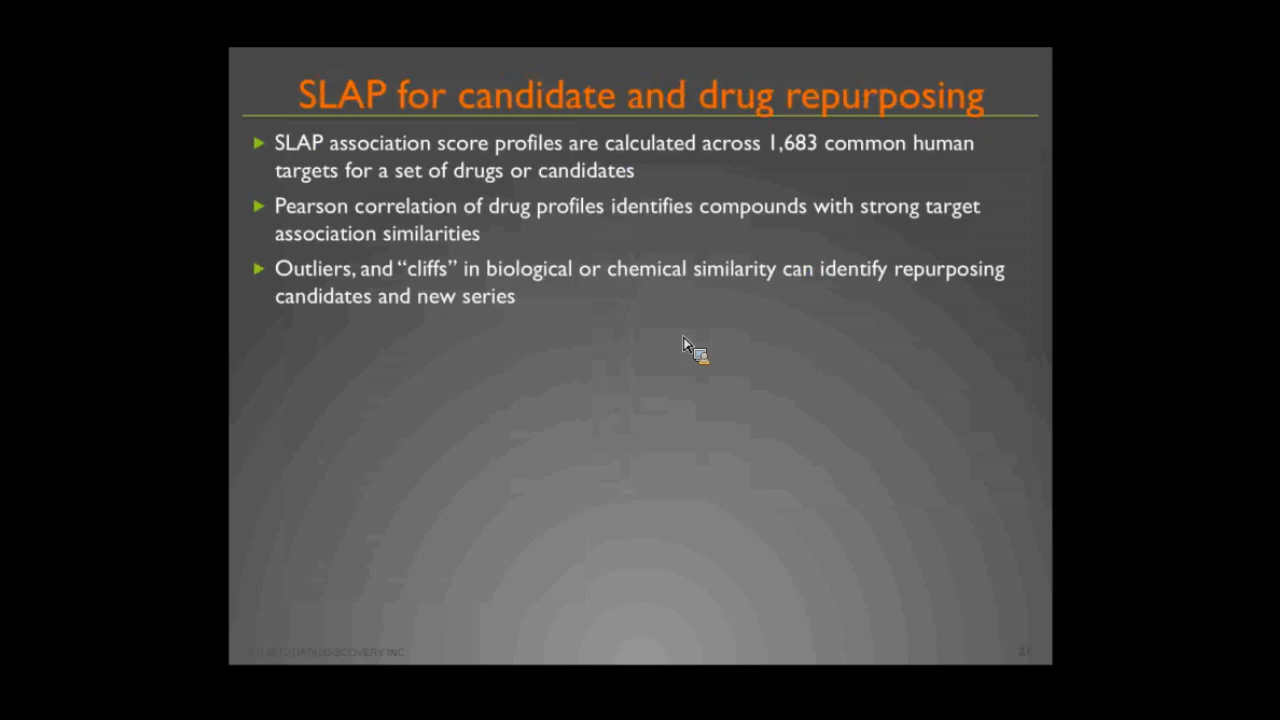 SLAP for candidate and drug repurposing
SLAP association score profiles are calculated across 1,683 common human
targets for a set of drugs or candidates
Pearson correlation of drug profiles identifies compounds with strong target
association similarities
Outliers, and “cliffs” in biological or chemical similarity can identify repurposing
candidates and new series
DATA2DISCOVERY INC